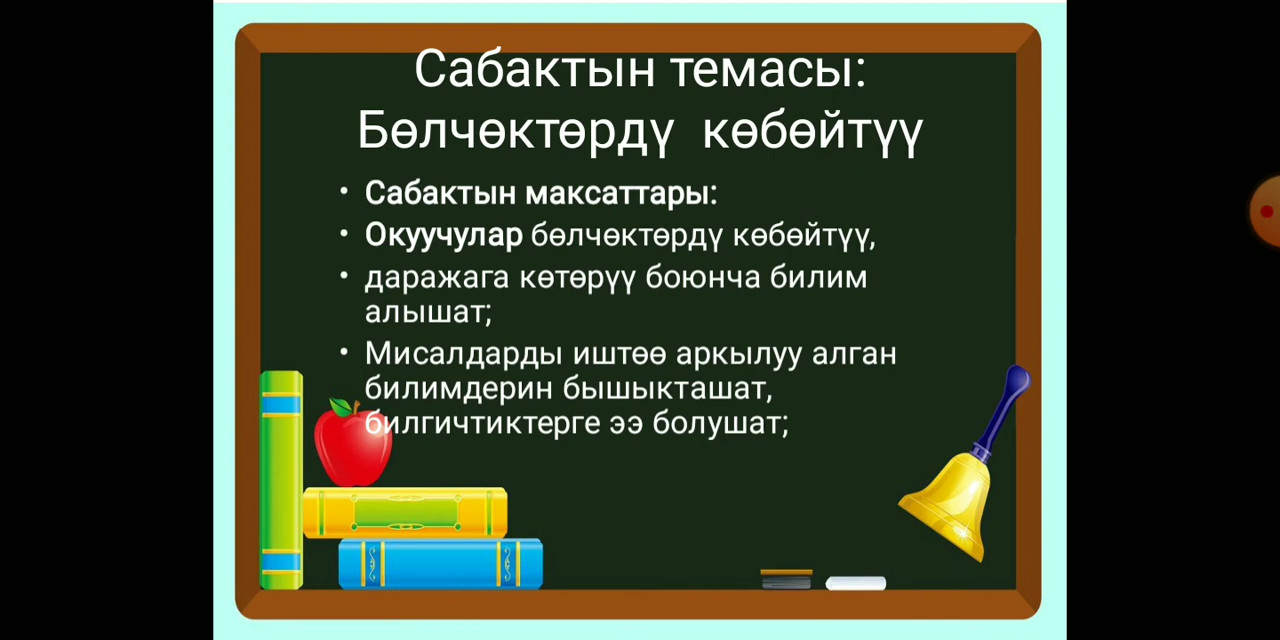 Сабактын темасы:
Бөлчөктөрдү көбөйтүү
• Сабактын максаттары:
• Окуучулар бөлчөктөрдү көбөйтүү,
• даражага көтөрүү боюнча билим
алышат;
• Мисалдарды иштөө аркылуу алган
билимдерин бышыкташат,
билгичтиктерге ээ болушат;